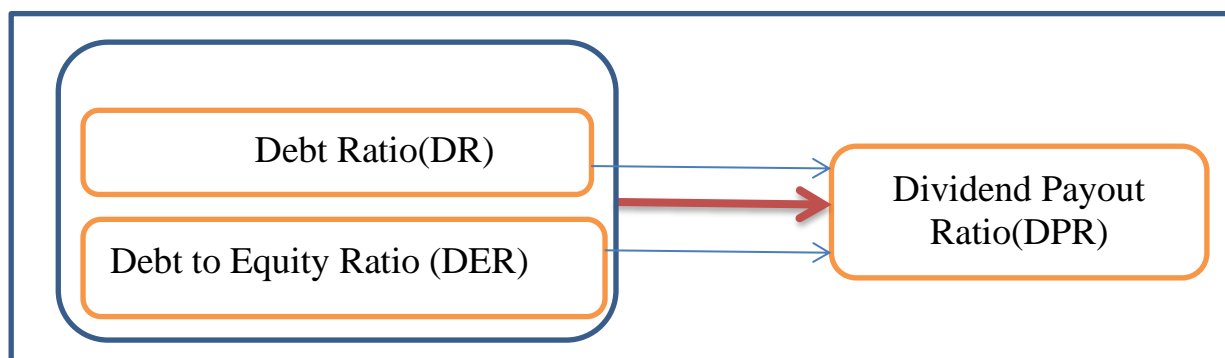 Debt Ratio(DR)
Debt to Equity Ratio (DER)
Dividend Payout
Ratio(DPR)